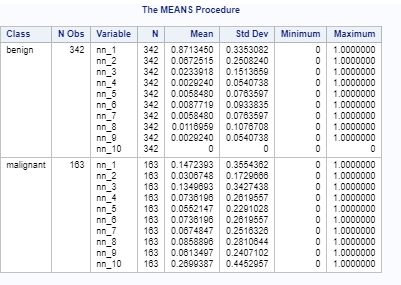 The MEANS Procedure
Class N Obs Variable N Mean Std Dev Minimum Maximum
benign 342 nn_1 342 0.8713450 0.3353082 0 1.0000000
nn_2 342 0.0672515 0.2508240 0 1.0000000
nn_3 342 0.0233918 0.1513659 0 1.0000000
nn_4 342 0.0029240 0.0540738 0 1.0000000
nn_5 342 0.0058480 0.0763597 0 1.0000000
nn_6 342 0.0087719 0.0933835 0 1.0000000
nn_7 342 0.0058480 0.0763597 0 1.0000000
nn_8 342 0.0116959 0.1076708 0 1.0000000
nn_9 342 0.0029240 0.0540738 0 1.0000000
nn_10 342 0 0 0 0
malignant 163 nn_1 163 0.1472393 0.3554362 0 1.0000000
nn_2 163 0.0306748 0.1729666 0 1.0000000
nn_3 163 0.1349693 0.3427438 0 1.0000000
nn_4 163 0.0736196 0.2619557 0 1.0000000
nn_5 163 0.0552147 0.2291028 0 1.0000000
nn_6 163 0.0736196 0.2619557 0 1.0000000
nn_7 163 0.0674847 0.2516326 0 1.0000000
nn_8 163 0.0858896 0.2810644 0 1.0000000
nn_9 163 0.0613497 0.2407102 0 1.0000000
nn_10 163 0.2699387 0.4452957 0 1.0000000